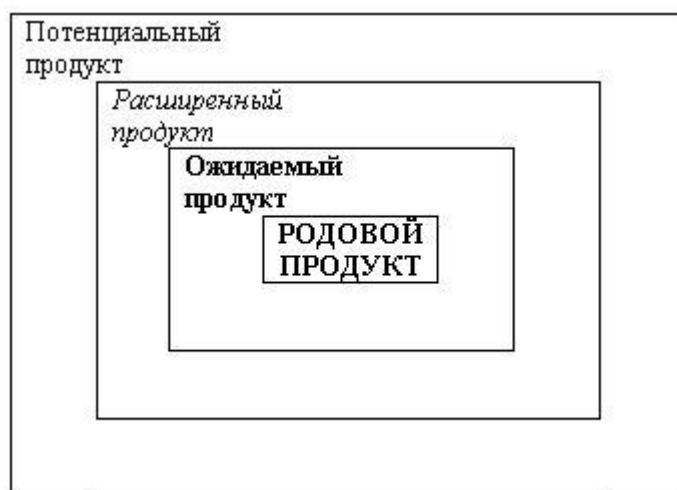 Потенциальный
продукт
Расширенный
продукт
Ожидаемый
продукт
РОДОВОЙ
ПРОДУКТ